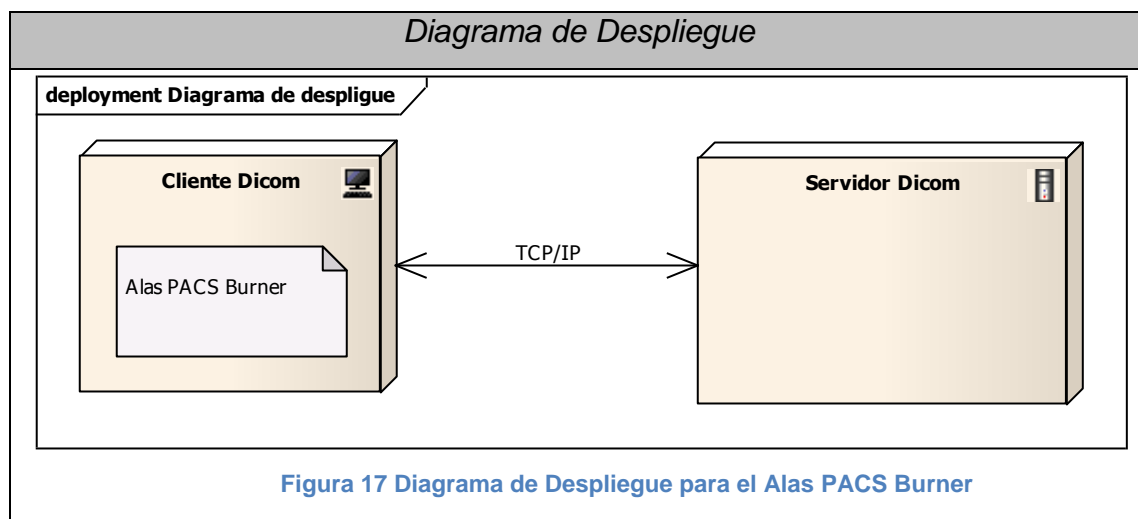 Diagrama de Despliegue
deployment Diagrama de despligue
Cliente Dicom
Servidor Dicom
TCP/IP
Alas PACS Burner
Figura 17 Diagrama de Despliegue para el Alas PACS Burner